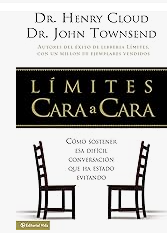 DR. HENRY CLOUD
DR. JOHN TOWNSEND
AUTORES DEL ÉXITO DE LIBRERÍA LÍMITES,
CON UN MILLÓN DE EJEMPLARES VENDIDOS
LÍMITES
CARA A CARA
CÓMO SOSTENER
ESA DIFÍCIL
CONVERSACIÓN
QUE HA ESTADO
EVITANDO
Editorial Vida